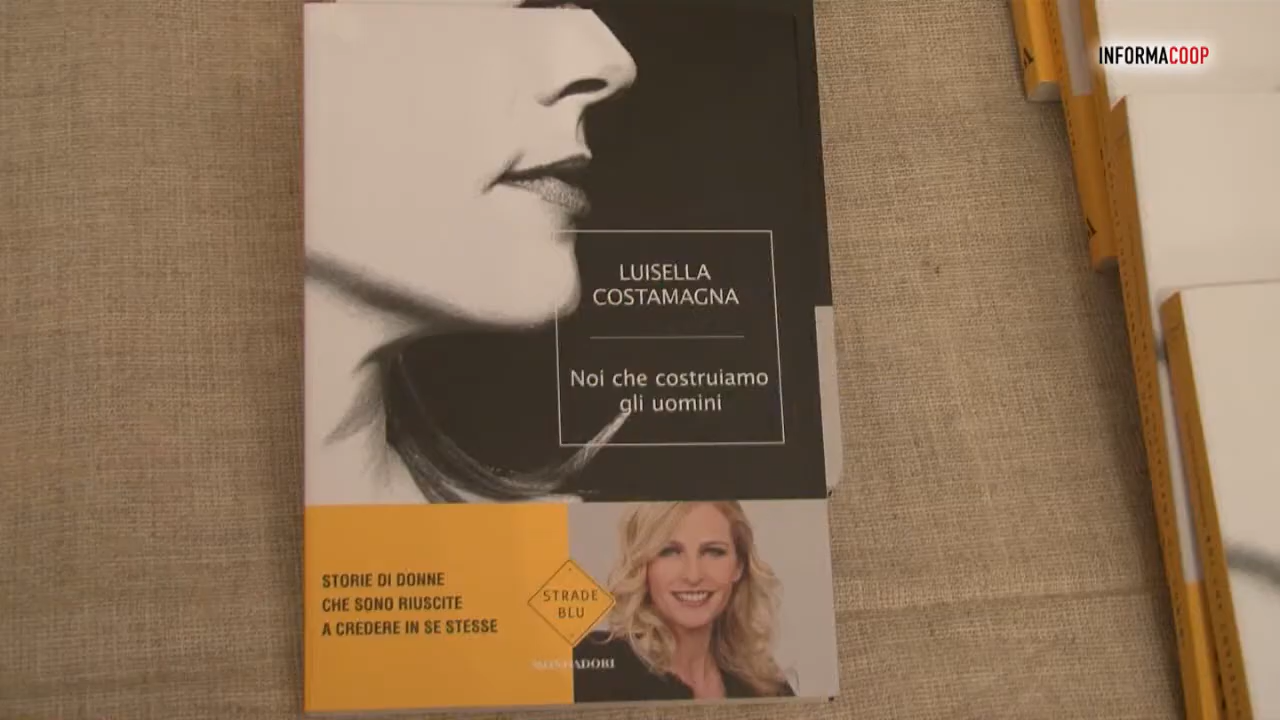 INFORMACOOP
LUISELLA
COSTAMAGNA
Noi che costruiamo
gli uomini
STORIE DI DONNE
CHE SONO RIUSCITE
A CREDERE IN SE STESSE
STRADE
BLU
MONDADORI